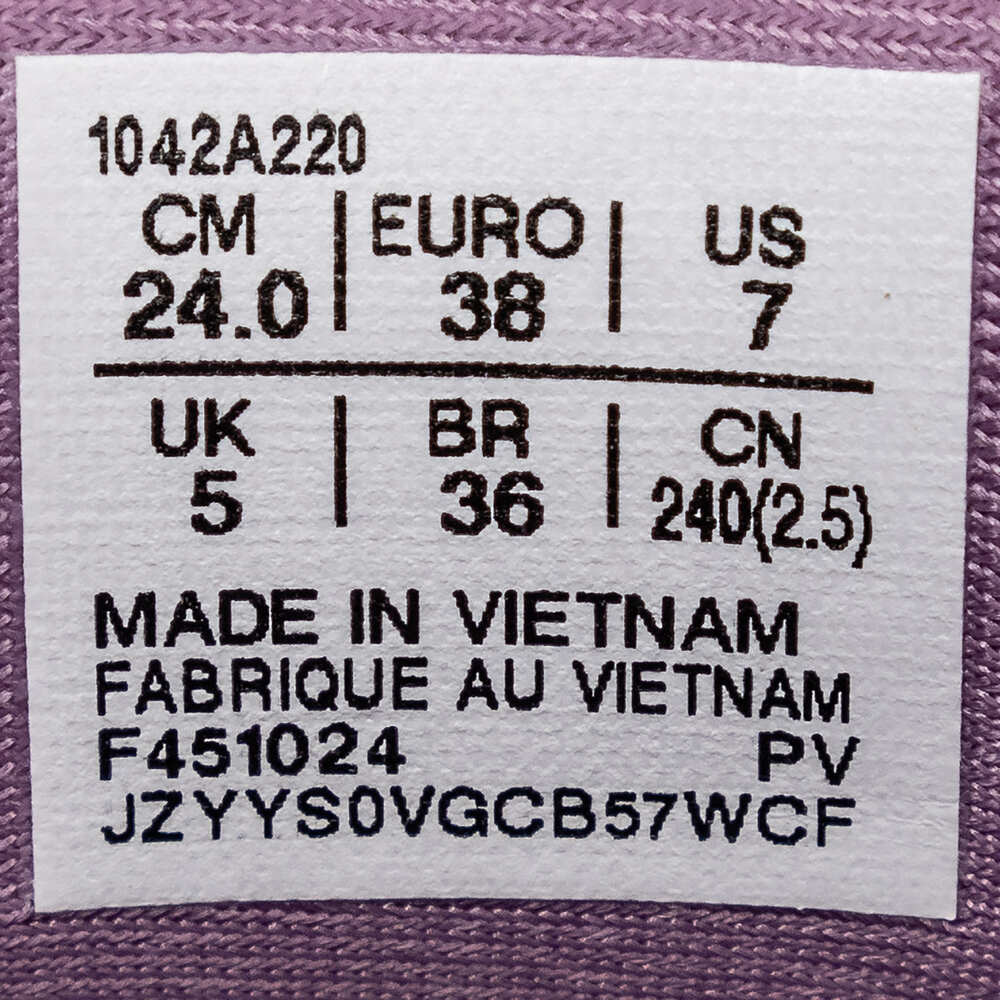 1042A220
CM | EURO | US
24.0 | 38 | 7
UK | BR | CN
5 | 36 | 240(2.5)
MADE IN VIETNAM
FABRIQUE AU VIETNAM
F451024 PV
JZYYS0VGCB57WCF